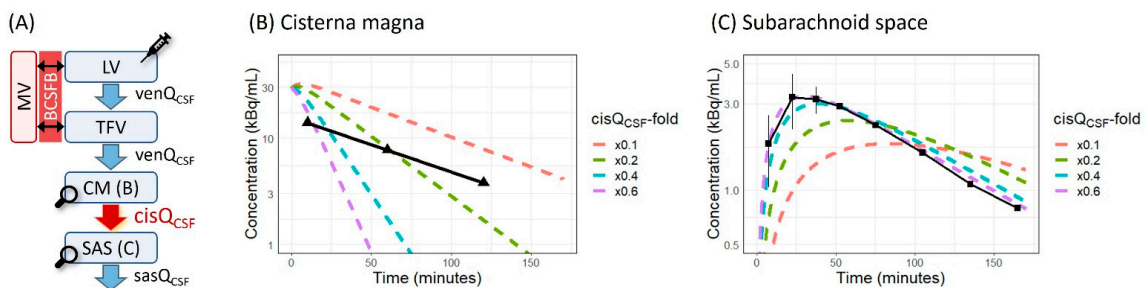 (A)
MV
BCSFB
LV
venQCSF
TFV
venQCSF
CM (B)
cisQCSF
SAS (C)
sasQCSF
(B) Cisterna magna
Concentration (kBq/mL)
30
10
3
1
0
50
100
150
Time (minutes)
cisQCSF-fold
x0.1
x0.2
x0.4
x0.6
(C) Subarachnoid space
Concentration (kBq/mL)
5.0
3.0
1.0
0.5
0
50
100
150
Time (minutes)
cisQCSF-fold
x0.1
x0.2
x0.4
x0.6